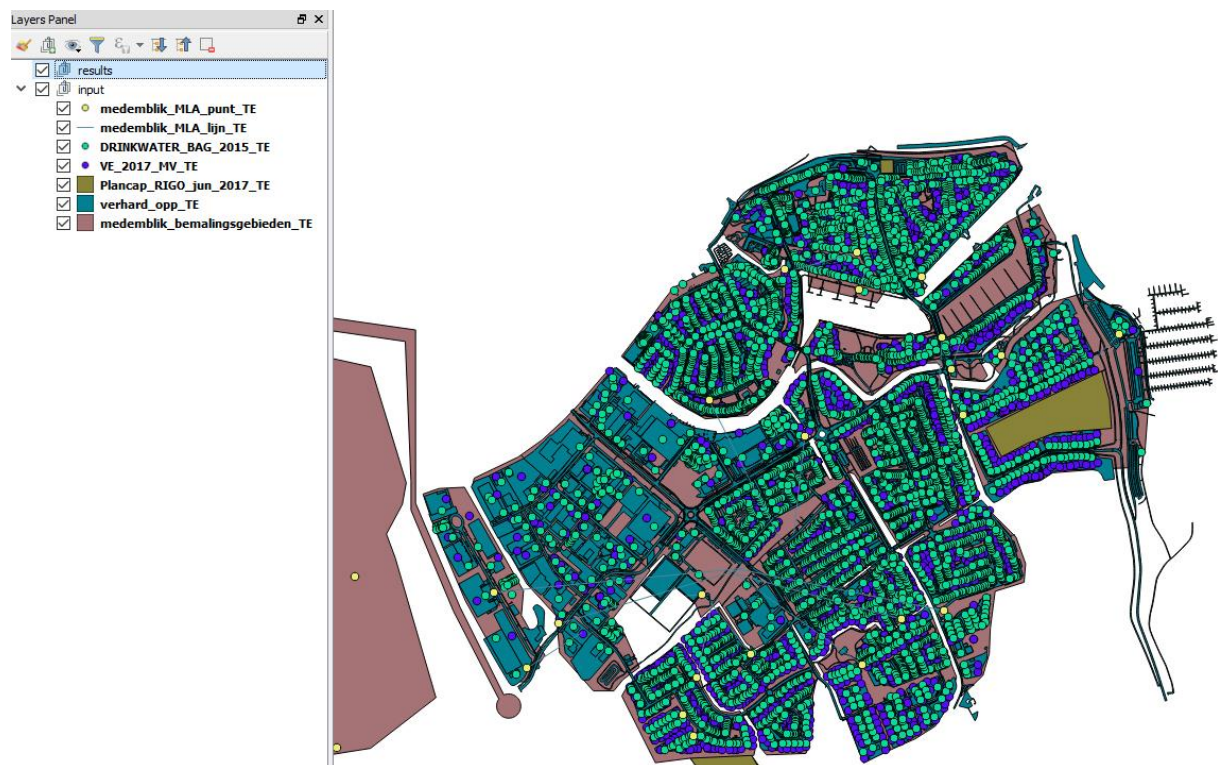 Layers Panel
results
input
medemblik_MLA_punt_TE
medemblik_MLA_lijn_TE
DRINKWATER_BAG_2015_TE
VE_2017_MV_TE
Plancap_RIGO_jun_2017_TE
verhard_opp_TE
medemblik_bemalingsgebieden_TE